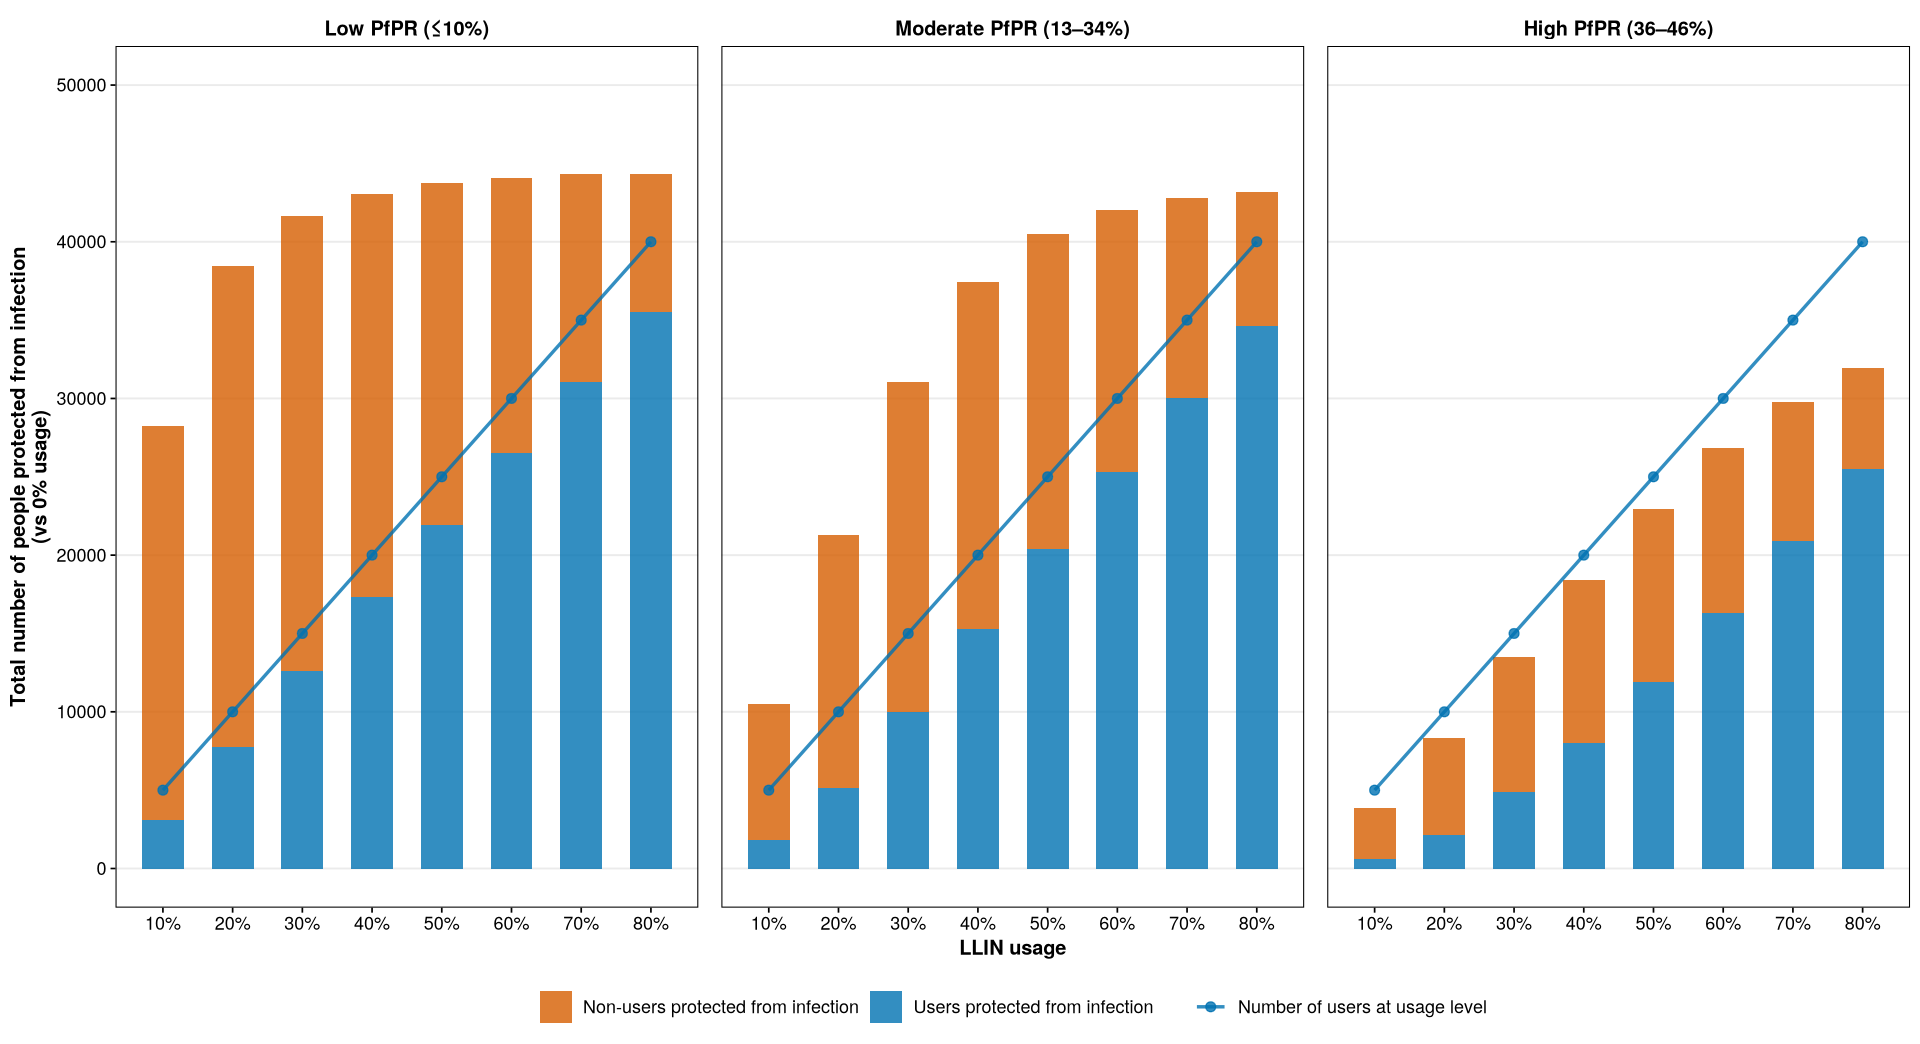 Low PfPR (≤10%)
Moderate PfPR (13–34%)
High PfPR (36–46%)
Total number of people protected from infection
(vs 0% usage)
50000
40000
30000
20000
10000
0
10% 20% 30% 40% 50% 60% 70% 80%
10% 20% 30% 40% 50% 60% 70% 80%
10% 20% 30% 40% 50% 60% 70% 80%
LLIN usage
Non-users protected from infection
Users protected from infection
Number of users at usage level